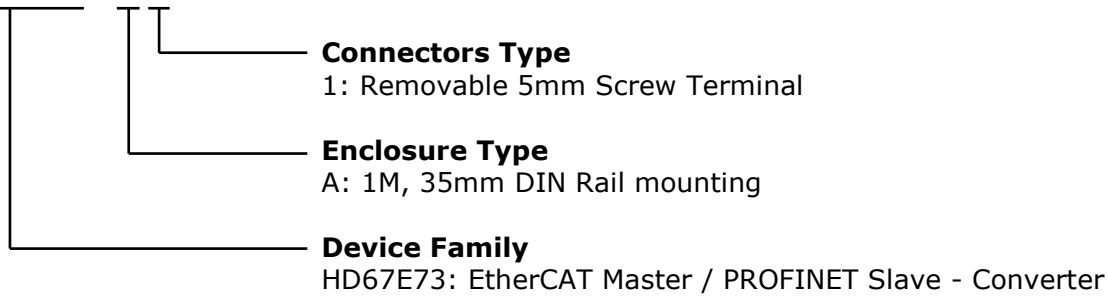 Connectors Type
1: Removable 5mm Screw Terminal
Enclosure Type
A: 1M, 35mm DIN Rail mounting
Device Family
HD67E73: EtherCAT Master / PROFINET Slave - Converter